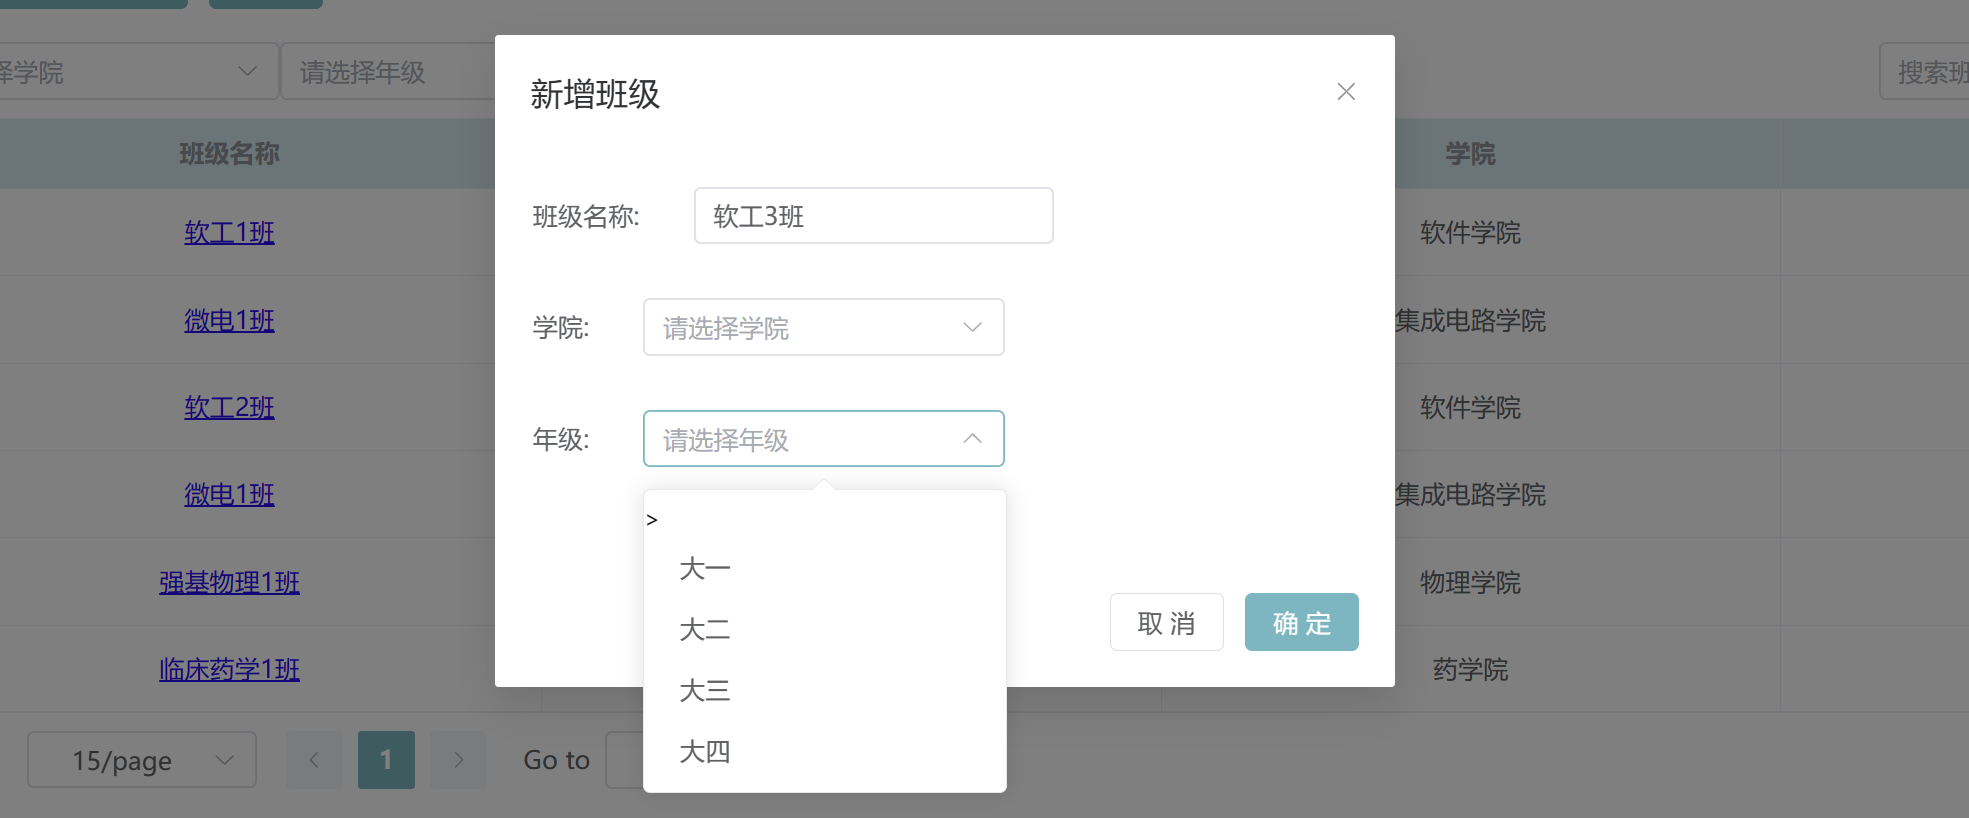 择学院
请选择年级
搜索班
新增班级
班级名称
学院
班级名称:
软工3班
软工1班
软件学院
学院:
请选择学院
微电1班
集成电路学院
软工2班
软件学院
年级:
请选择年级
微电1班
集成电路学院
>
大一
大二
大三
大四
强基物理1班
物理学院
取 消
确 定
临床药学1班
药学院
15/page
1
Go to